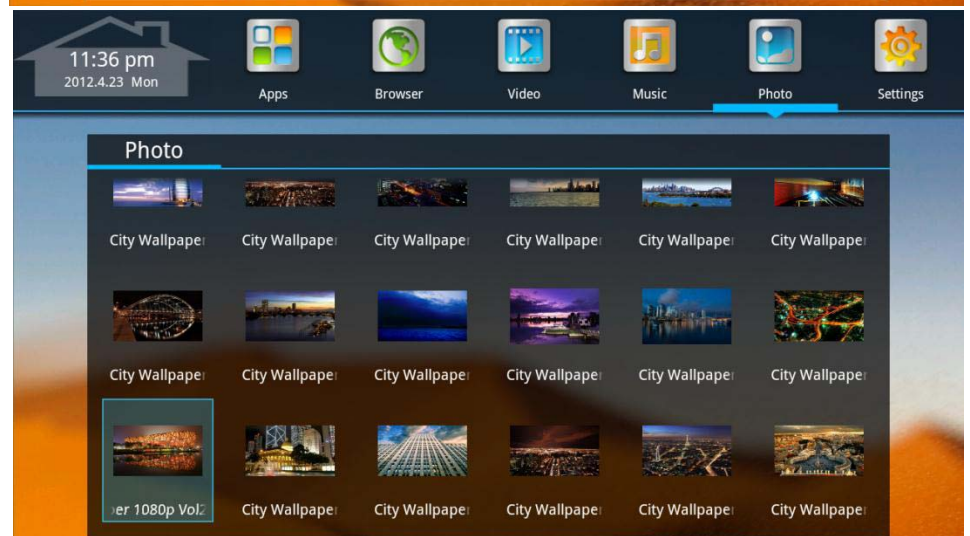 11:36 pm
2012.4.23 Mon
Apps
Browser
Video
Music
Photo
Settings
Photo
City Wallpaper
City Wallpaper
City Wallpaper
City Wallpaper
City Wallpaper
City Wallpaper
City Wallpaper
City Wallpaper
City Wallpaper
City Wallpaper
City Wallpaper
City Wallpaper
per 1080p Vol2
City Wallpaper
City Wallpaper
City Wallpaper
City Wallpaper
City Wallpaper